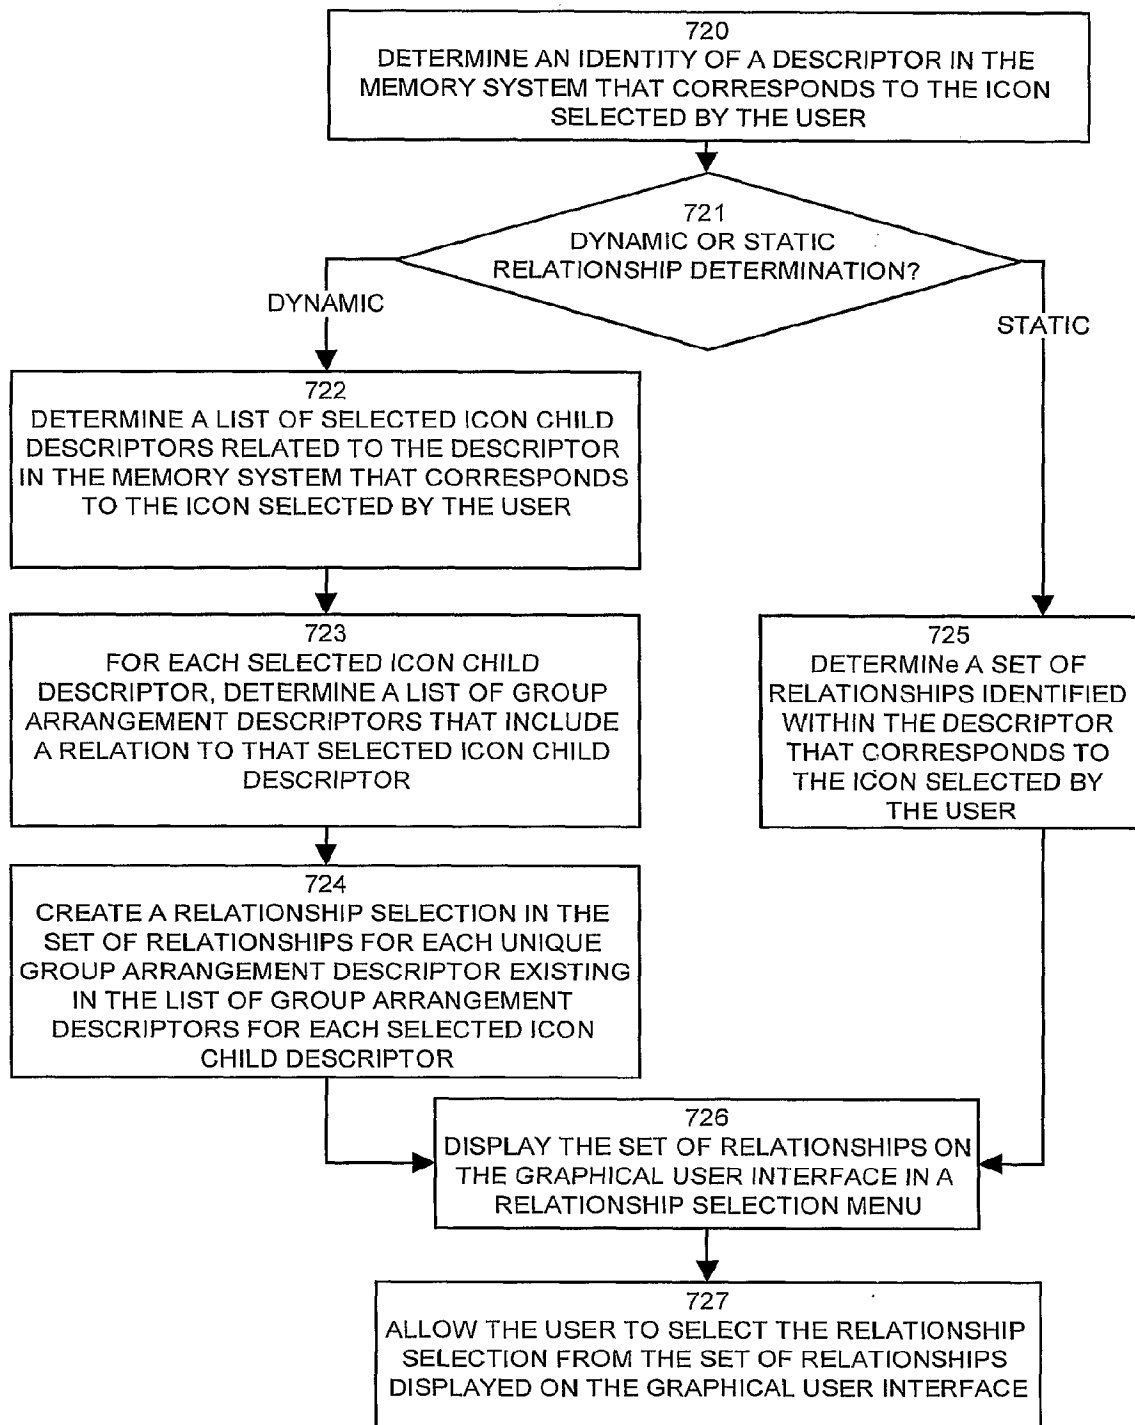 720
DETERMINE AN IDENTITY OF A DESCRIPTOR IN THE
MEMORY SYSTEM THAT CORRESPONDS TO THE ICON
SELECTED BY THE USER
721
DYNAMIC OR STATIC
RELATIONSHIP DETERMINATION?
DYNAMIC
STATIC
722
DETERMINE A LIST OF SELECTED ICON CHILD
DESCRIPTORS RELATED TO THE DESCRIPTOR
IN THE MEMORY SYSTEM THAT CORRESPONDS
TO THE ICON SELECTED BY THE USER
723
FOR EACH SELECTED ICON CHILD
DESCRIPTOR, DETERMINE A LIST OF GROUP
ARRANGEMENT DESCRIPTORS THAT INCLUDE
A RELATION TO THAT SELECTED ICON CHILD
DESCRIPTOR
725
DETERMINe A SET OF
RELATIONSHIPS IDENTIFIED
WITHIN THE DESCRIPTOR
THAT CORRESPONDS TO
THE ICON SELECTED BY
THE USER
724
CREATE A RELATIONSHIP SELECTION IN THE
SET OF RELATIONSHIPS FOR EACH UNIQUE
GROUP ARRANGEMENT DESCRIPTOR EXISTING
IN THE LIST OF GROUP ARRANGEMENT
DESCRIPTORS FOR EACH SELECTED ICON
CHILD DESCRIPTOR
726
DISPLAY THE SET OF RELATIONSHIPS ON
THE GRAPHICAL USER INTERFACE IN A
RELATIONSHIP SELECTION MENU
727
ALLOW THE USER TO SELECT THE RELATIONSHIP
SELECTION FROM THE SET OF RELATIONSHIPS
DISPLAYED ON THE GRAPHICAL USER INTERFACE